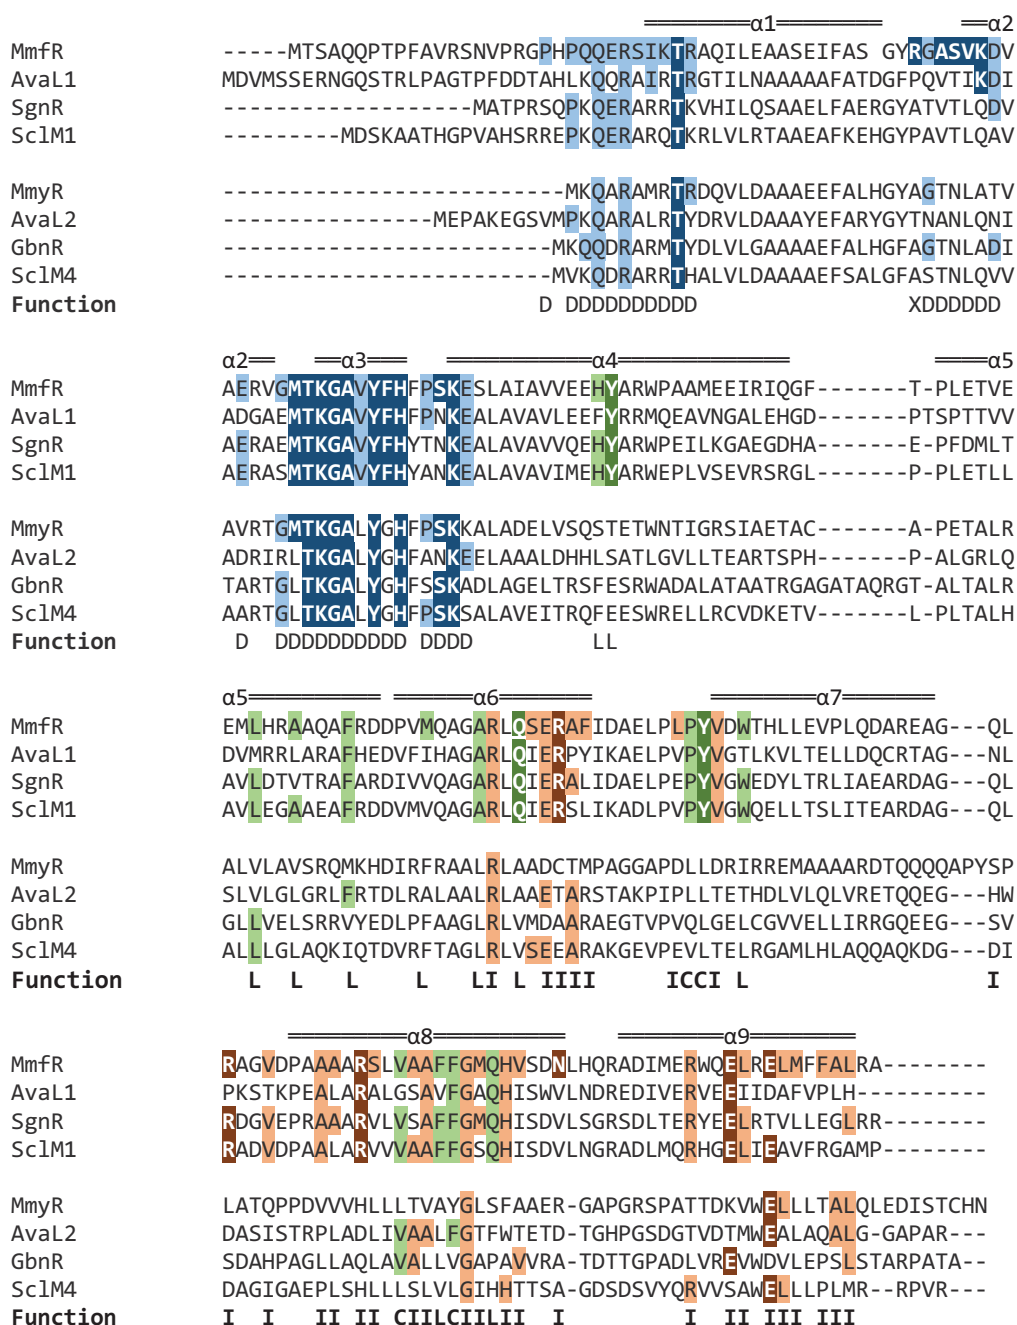 ═════════α1═════════ ══α2
MmfR -----MTSAQQPTPFAVRSNVPRGPHPQQERSIKTRAQILEAASEIFAS GYRGASVKDV
AvaL1 MDVMSSERNGQSTRLPAGTPFDDTAHLKQQRAIRTRGTILNAAAAAFATDGFPQVTIKDI
SgnR -------------------MATPRSQPKQERARRTKVHILQSAAELFAERGYATVTLQDV
SclM1 ---------MDSKAATHGPVAHSRREPKQERARQTKRLVLRTAAEAFKEHGYPAVTLQAV
MmyR --------------------------MKQARAMRTRDQVLDAAAEEFALHGYAGTNLATV
AvaL2 ----------------MEPAKEGSVMPKQARALRTYDRVLDAAAYEFARYGYTNANLQNI
GbnR -------------------------MKQQDRARMTYDLVLGAAAAEFALHGFAGTNLADI
SclM4 -------------------------MVKQDRARRTHALVLDAAAAEFSALGFASTNLQVV
Function D DDDDDDDDDD XDDDDDD
α2══ ══α3═══ ═══════════α4═════════════ ════α5
MmfR AERVGMTKGAVYFHFPSKESLAIAVVEEHYARWPAAMEEIRIQGF-------T-PLETVE
AvaL1 ADGAEMTKGAVYFHFPNKEALAVAVLEEFYRRMQEAVNGALEHGD-------PTSPTTVV
SgnR AERAEMTKGAVYFHYTNKEALAVAVVQEHYARWPEILKGAEGDHA-------E-PFDMLT
SclM1 AERASMTKGAVYFHYANKEALAVAVIMEHYARWEPLVSEVRSRGL-------P-PLETLL
MmyR AVRTGMTKGALYGHFPSKKALADELVSQSTETWNTIGRSIAETAC-------A-PETALR
AvaL2 ADRIRLTKGALYGHFANKEELAAALDHHLSATLGVLLTEARTSPH-------P-ALGRLQ
GbnR TARTGLTKGALYGHFSSKADLAGELTRSFESRWADALATAATRGAGATAQRGT-ALTALR
SclM4 AARTGLTKGALYGHFPSKSALAVEITRQFEESWRELLRCVDKETV-------L-PLTALH
Function D DDDDDDDDDD DDDD LL
α5══════════ ══════α6═══════ ════════α7═══════
MmfR EMLHRAAQAFRDDPVMQAGARLQSERAFIDAELPLPYVDWTHLLEVPLQDAREAG---QL
AvaL1 DVMRRLARAFHEDVFIHAGARLQIERPYIKAELPVPYVGTLKVLTELLDQCRTAG---NL
SgnR AVLDTVTRAFARDIVVQAGARLQIERALIDAELPEPYVGWEDYLTRLIAEARDAG---QL
SclM1 AVLEGAAEAFRDDVMVQAGARLQIERSLIKADLPVPYVGWQELLTSLITEARDAG---QL
MmyR ALVLAVSRQMKHDIRFRAALRLAADCTMPAGGAPDLLDRIRREMAAAARDTQQQQAPYSP
AvaL2 SLVLGLGRLFRTDLRALAALRLAAETARSTAKPIPLLTETHDLVLQLVRETQQEG---HW
GbnR GLLVELSRRVYEDLPFAAGLRLVMDAARAEGTVPVQLGELCGVVELLIRRGQEEG---SV
SclM4 ALLLGLAQKIQTDVRFTAGLRLVSEEARAKGEVPEVLTELRGAMLHLAQQAQKDG---DI
Function L L L L LI L IIII ICCI L I
═════════α8══════════ ════════α9════════
MmfR RAGVDPAAAARSLVAAFFGMQHVSDNLHQRADIMERWQELRELMFFALRA--------
AvaL1 PKSTKPEALARALGSAVFGAQHISWVLNDREDIVERVEEIIDAFVPLH----------
SgnR RDGVEPRAAARVLVSAFFGMQHISDVLSGRSDLTERYEELRTVLLEGLRR--------
SclM1 RADVDPAALARVVVAAFFGSQHISDVLNGRADLMQRHGELIEAVFRGAMP--------
MmyR LATQPPDVVVVHLLLTVAYGLSFAAER-GAPGRSPATTDKVWELLLTALQLEDISTCHN
AvaL2 DASISTRPLADLIVAALFGTFWTETD-TGHPGSDGTVDTMWEALAQALG-GAPAR---
GbnR SDAHPAGLLAQLAVALLVGAPAVVRA-TDTTGPADLVREVWDVLEPSLSTARPATA--
SclM4 DAGIGAEPLSHLLLSLVLGIHHTTSA-GDSDSVYQRVVSAWELLLPLMR--RPVR---
Function I I II II CIILCIILII I I II III III